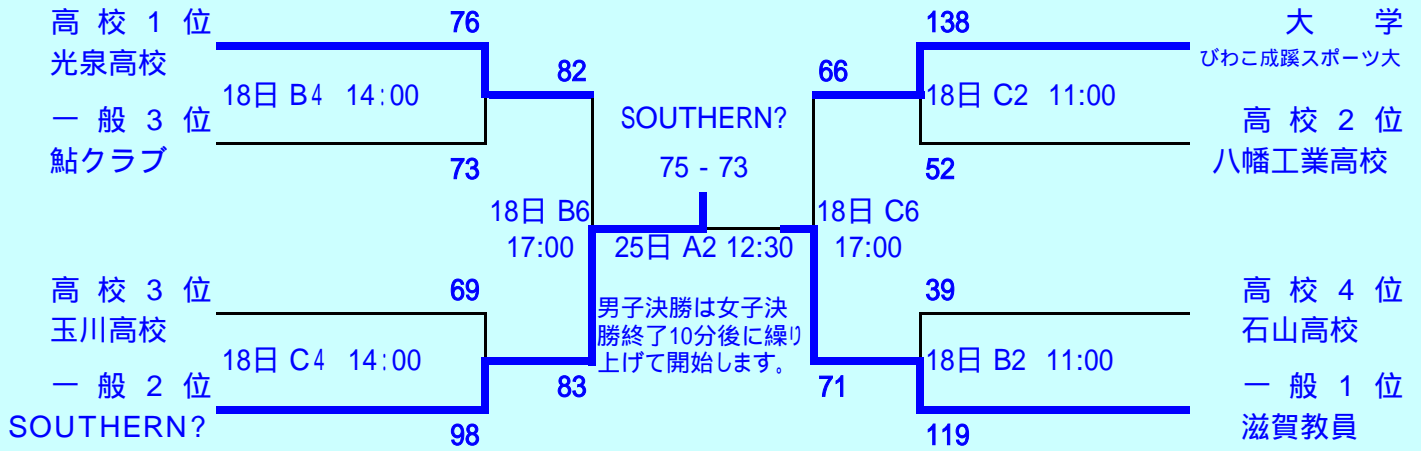 高校1位
光泉高校
76
18日 B4 14:00
一般3位
鮎クラブ
73
82
18日 B6
17:00
高校3位
玉川高校
69
18日 C4 14:00
一般2位
SOUTHERN?
98
83
SOUTHERN?
75 - 73
25日 A2 12:30
男子決勝は女子決
勝終了10分後に繰り
上げて開始します。
138
大学
びわこ成蹊スポーツ大
66
18日 C2 11:00
高校2位
八幡工業高校
52
18日 C6
17:00
39
高校4位
石山高校
18日 B2 11:00
71
一般1位
滋賀教員
119